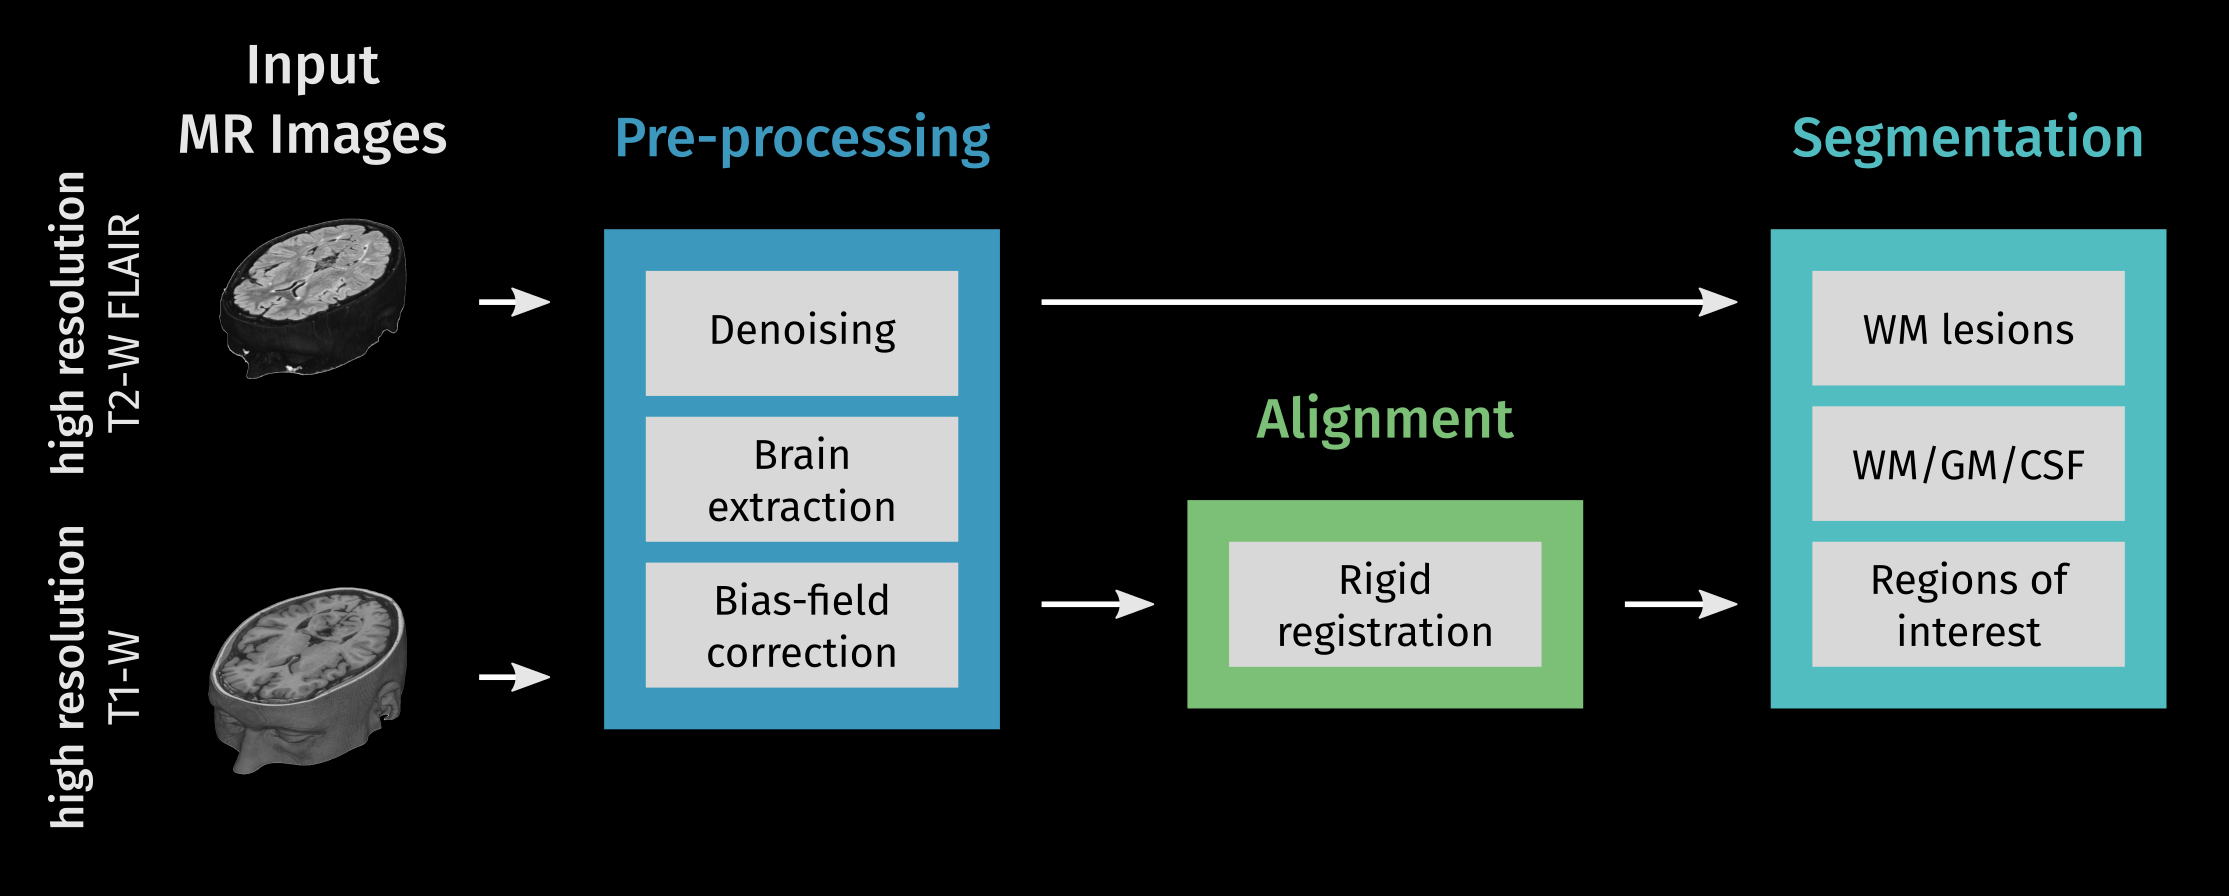 Input
MR Images
Pre-processing
Segmentation
high resolution
T2-W FLAIR
Denoising
WM lesions
Alignment
Brain
extraction
WM/GM/CSF
high resolution
T1-W
Bias-field
correction
Rigid
registration
Regions of
interest